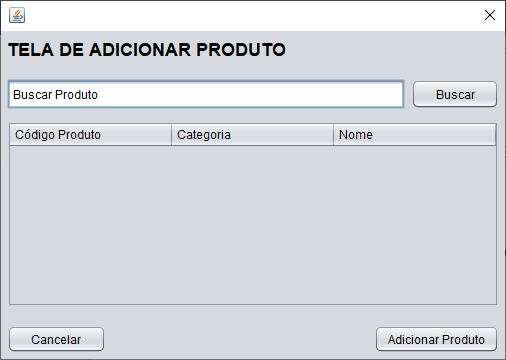 TELA DE ADICIONAR PRODUTO
Buscar Produto
Buscar
Código Produto Categoria Nome
Cancelar
Adicionar Produto